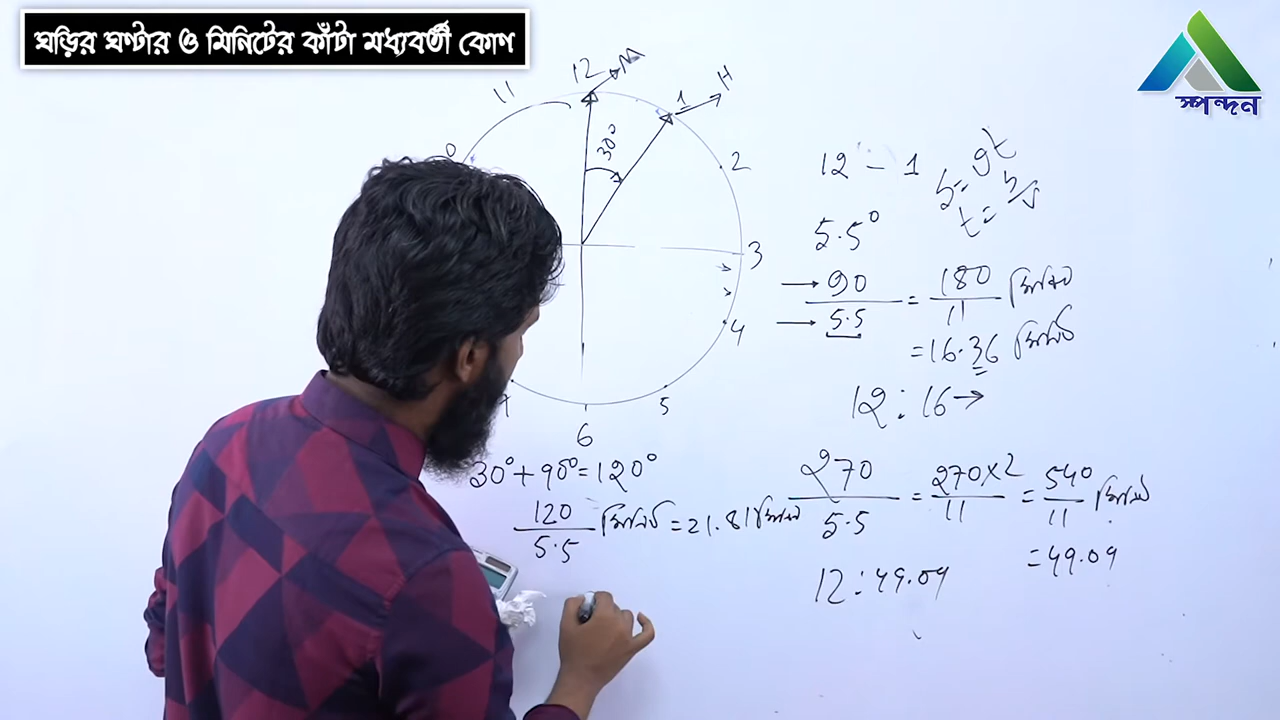 ঘড়ির ঘণ্টার ও মিনিটের কাঁটা মধ্যবর্তী কোণ
স্পন্দন
12 M
11
1 H
30°
2
3
4
5
6
12 - 1
5.5°
90/5.5 = 180/11 মিনিট
= 16.36 মিনিট
12 : 16 →
30° + 90° = 120°
120/5.5 মিনিট = 21.81 মিনিট
270/5.5 = 270×2/11 = 540/11 মিনিট
= 49.09
12 : 49.09